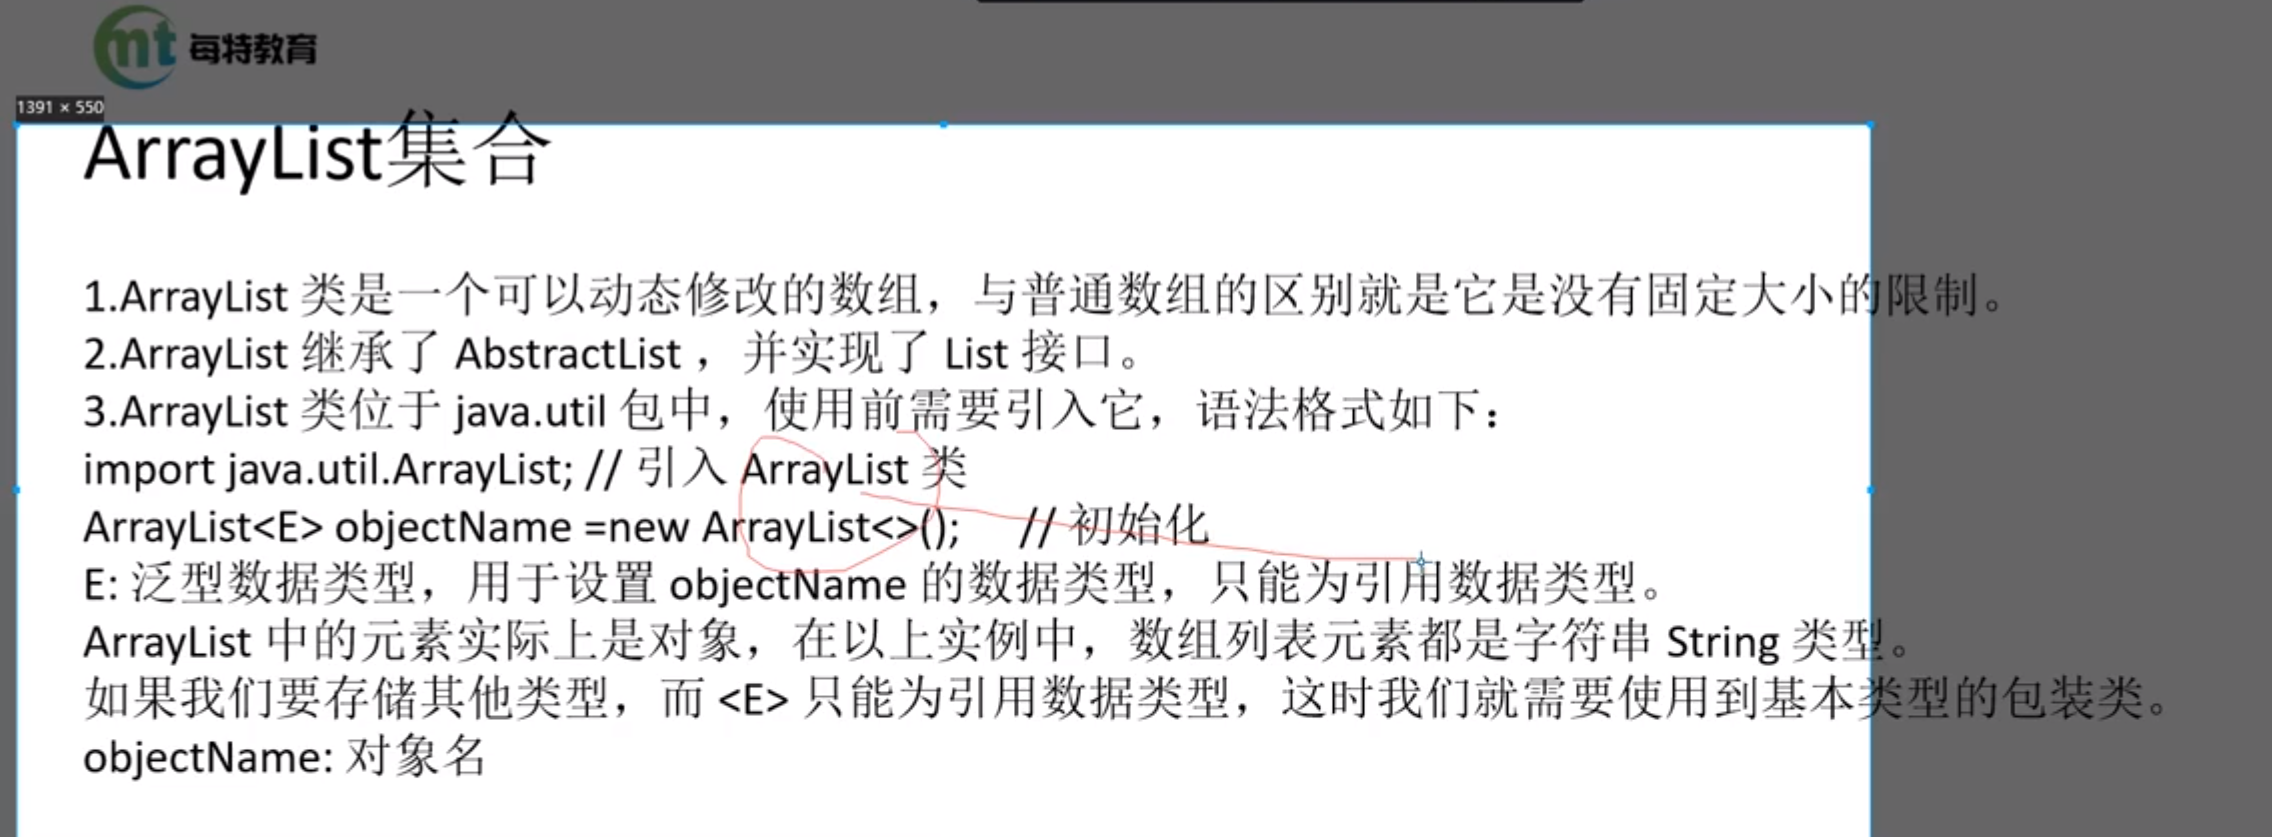 mt 每特教育
1391 × 550
ArrayList集合
1.ArrayList 类是一个可以动态修改的数组，与普通数组的区别就是它是没有固定大小的限制。
2.ArrayList 继承了 AbstractList ，并实现了 List 接口。
3.ArrayList 类位于 java.util 包中，使用前需要引入它，语法格式如下：
import java.util.ArrayList; // 引入 ArrayList 类
ArrayList<E> objectName =new ArrayList<>();     // 初始化
E: 泛型数据类型，用于设置 objectName 的数据类型，只能为引用数据类型。
ArrayList 中的元素实际上是对象，在以上实例中，数组列表元素都是字符串 String 类型。
如果我们要存储其他类型，而 <E> 只能为引用数据类型，这时我们就需要使用到基本类型的包装类。
objectName: 对象名